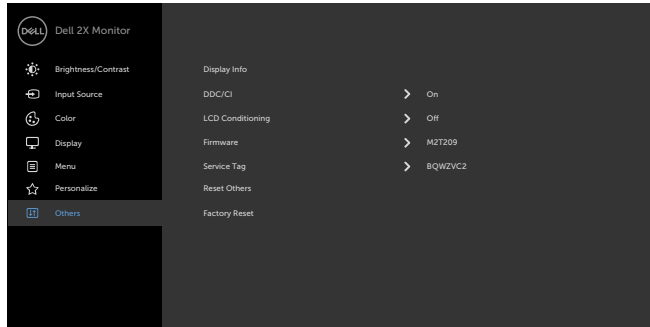 DELL Dell 2X Monitor
Brightness/Contrast Display Info
Input Source DDC/CI On
Color LCD Conditioning Off
Display Firmware M2T209
Menu Service Tag BQWZVC2
Personalize Reset Others
Others Factory Reset